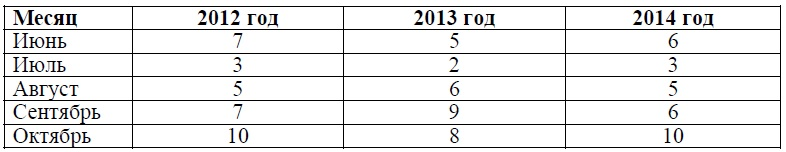 Месяц 2012 год 2013 год 2014 год
Июнь 7 5 6
Июль 3 2 3
Август 5 6 5
Сентябрь 7 9 6
Октябрь 10 8 10